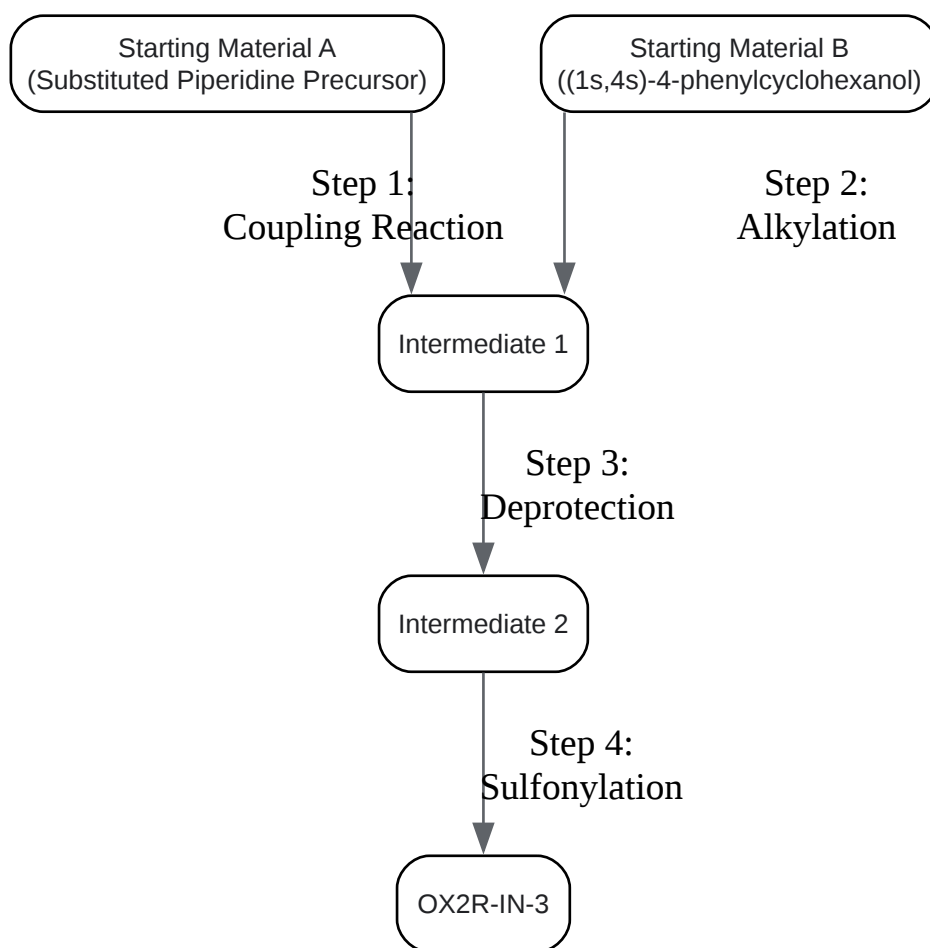 Starting Material A
(Substituted Piperidine Precursor)
Starting Material B
((1s,4s)-4-phenylcyclohexanol)
Step 1:
Coupling Reaction
Step 2:
Alkylation
Intermediate 1
Step 3:
Deprotection
Intermediate 2
Step 4:
Sulfonylation
OX2R-IN-3